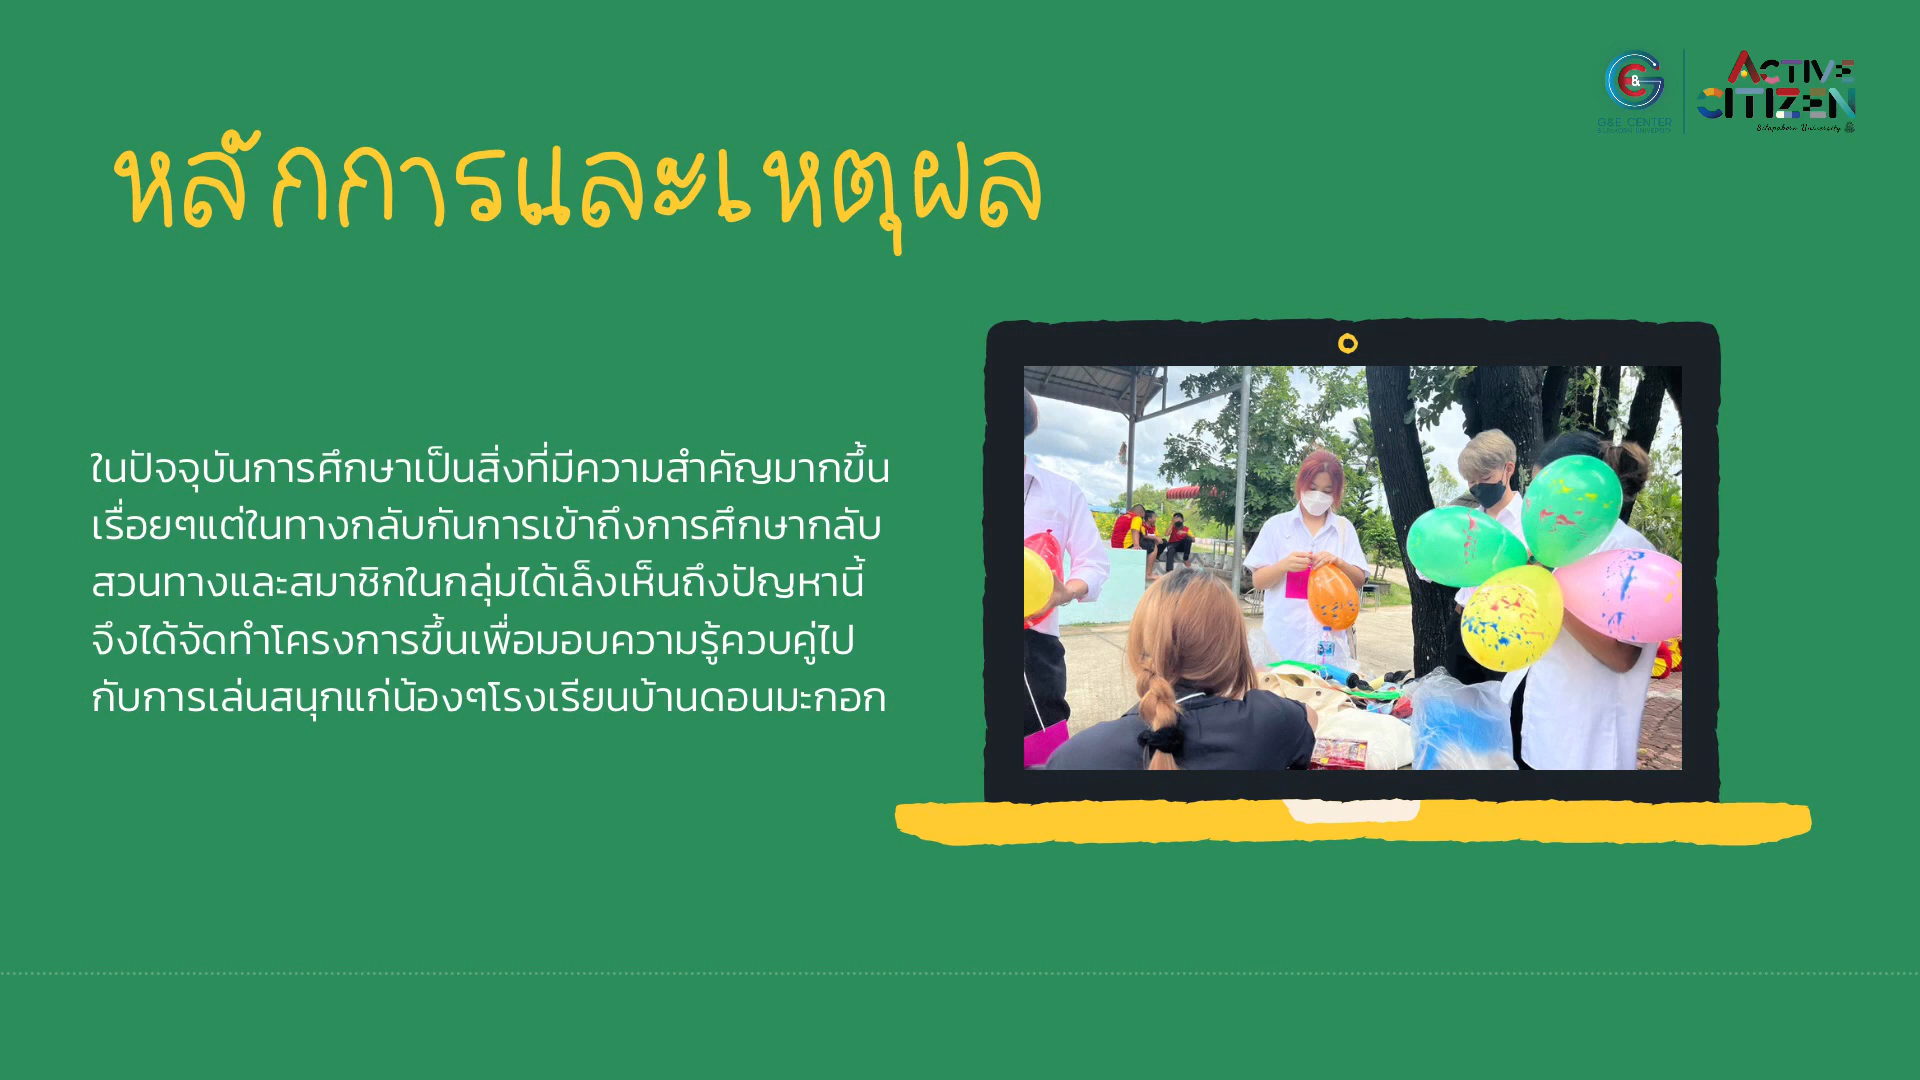 G&E CENTER
SILPAKORN UNIVERSITY
ACTIVE
CITIZEN
Silapakorn University
หลักการและเหตุผล
ในปัจจุบันการศึกษาเป็นสิ่งที่มีความสำคัญมากขึ้น
เรื่อยๆแต่ในทางกลับกันการเข้าถึงการศึกษากลับ
สวนทางและสมาชิกในกลุ่มได้เล็งเห็นถึงปัญหานี้
จึงได้จัดทำโครงการขึ้นเพื่อมอบความรู้ควบคู่ไป
กับการเล่นสนุกแก่น้องๆโรงเรียนบ้านดอนมะกอก